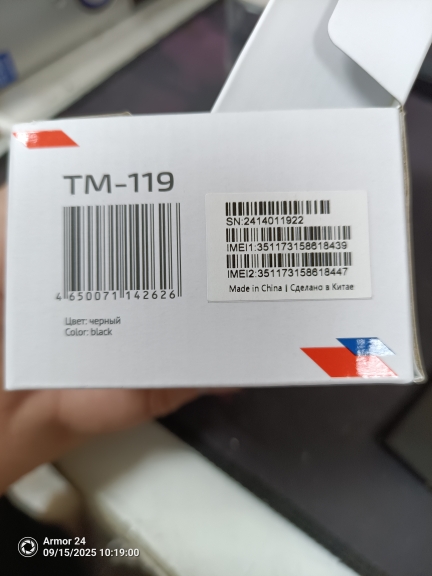 TM-119
4 650071 142626
Цвет: черный
Color: black
SN:2414011922
IMEI1:351173158618439
IMEI2:351173158618447
Made in China | Сделано в Китае
Armor 24
09/15/2025 10:19:00